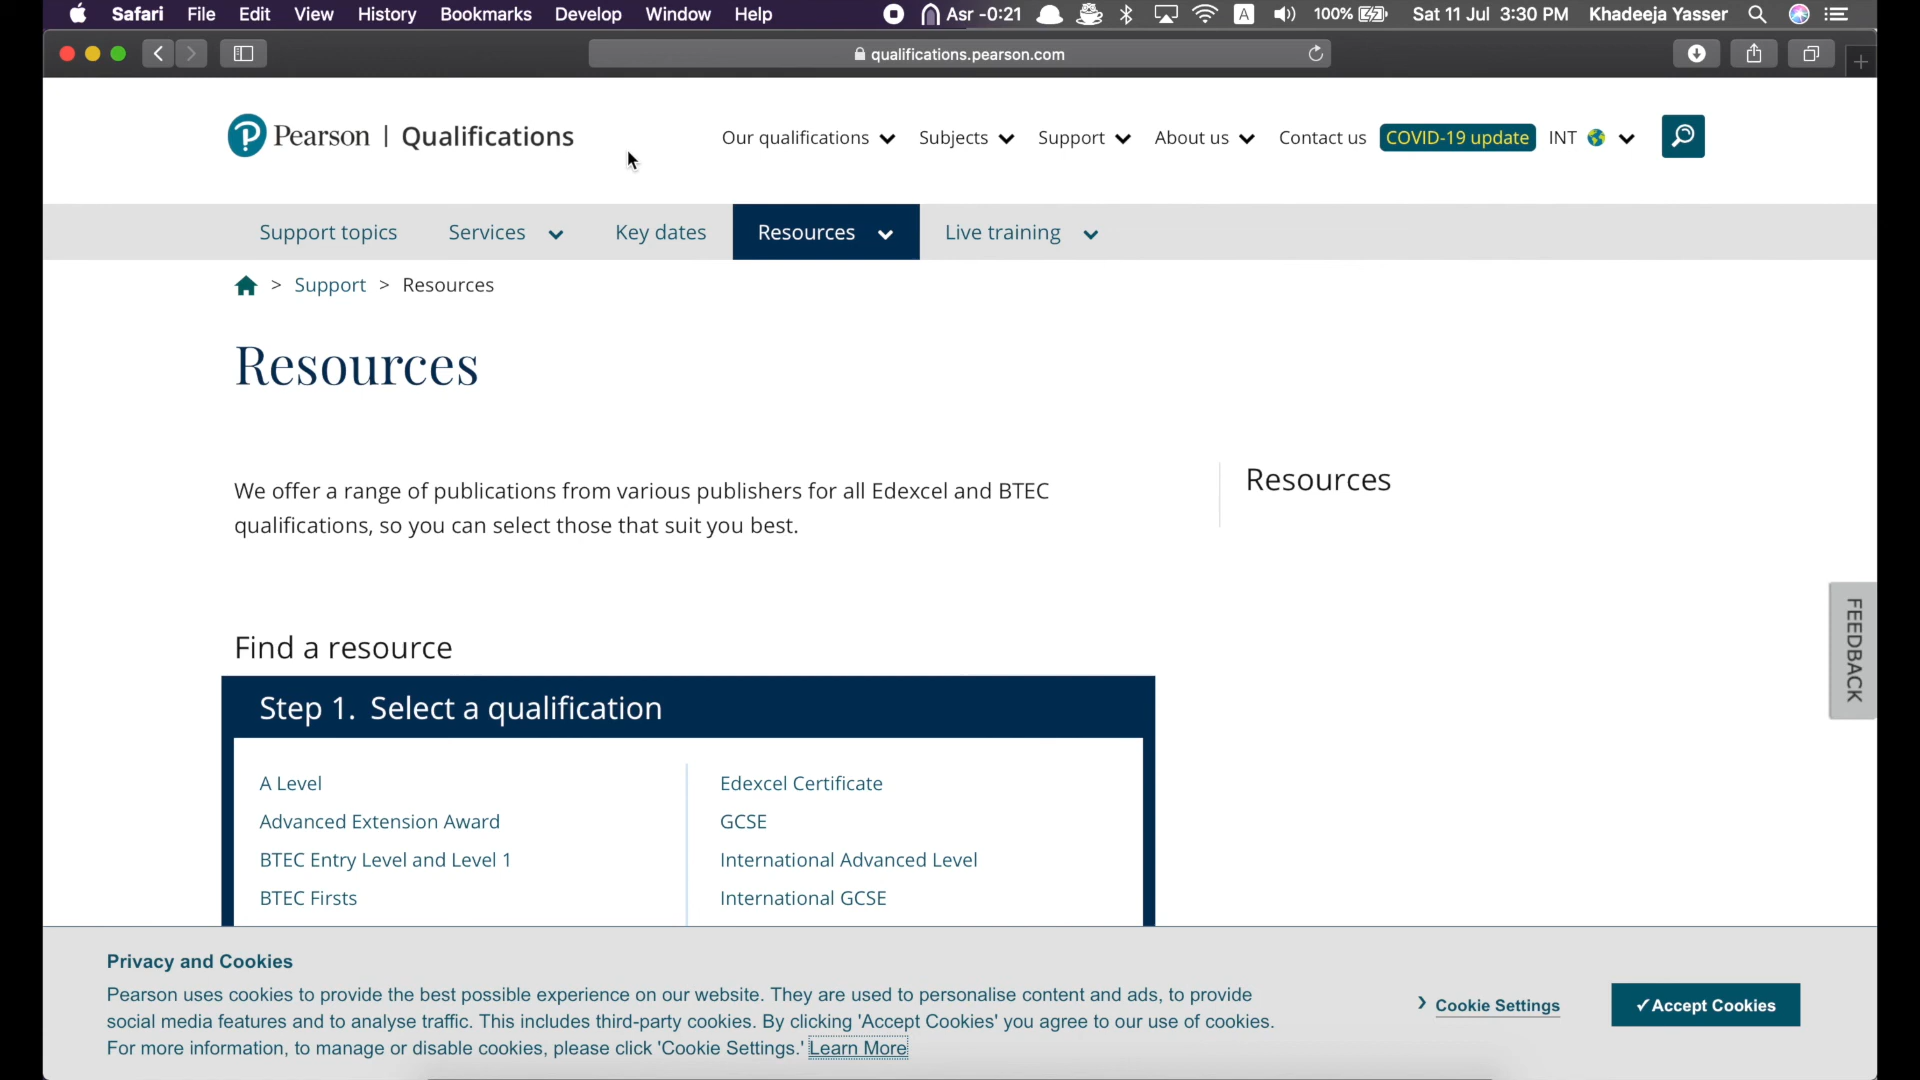 Safari File Edit View History Bookmarks Develop Window Help Asr -0:21 A 100% Sat 11 Jul 3:30 PM Khadeeja Yasser
qualifications.pearson.com
Pearson | Qualifications
Our qualifications Subjects Support About us Contact us COVID-19 update INT
Support topics Services Key dates Resources Live training
> Support > Resources
Resources
We offer a range of publications from various publishers for all Edexcel and BTEC
qualifications, so you can select those that suit you best.
Resources
FEEDBACK
Find a resource
Step 1. Select a qualification
A Level
Advanced Extension Award
BTEC Entry Level and Level 1
BTEC Firsts
Edexcel Certificate
GCSE
International Advanced Level
International GCSE
Privacy and Cookies
Pearson uses cookies to provide the best possible experience on our website. They are used to personalise content and ads, to provide
social media features and to analyse traffic. This includes third-party cookies. By clicking 'Accept Cookies' you agree to our use of cookies.
For more information, to manage or disable cookies, please click 'Cookie Settings.' Learn More
Cookie Settings
✓Accept Cookies